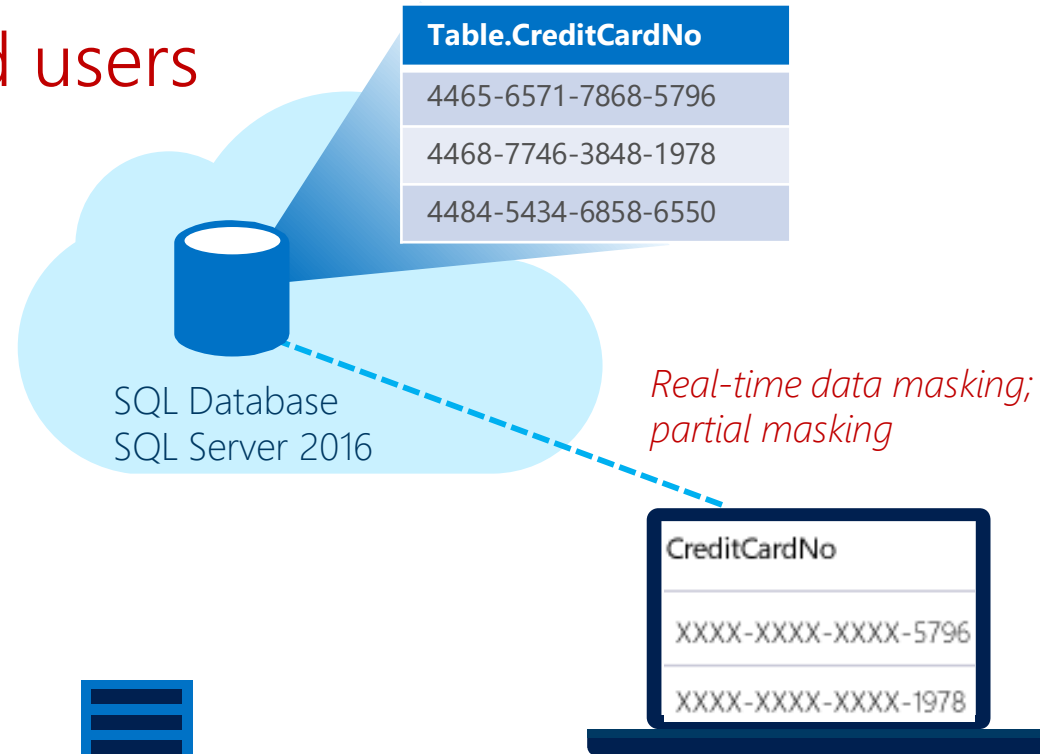 d users
Table.CreditCardNo
4465-6571-7868-5796
4468-7746-3848-1978
4484-5434-6858-6550
SQL Database
SQL Server 2016
Real-time data masking;
partial masking
CreditCardNo
XXXX-XXXX-XXXX-5796
XXXX-XXXX-XXXX-1978